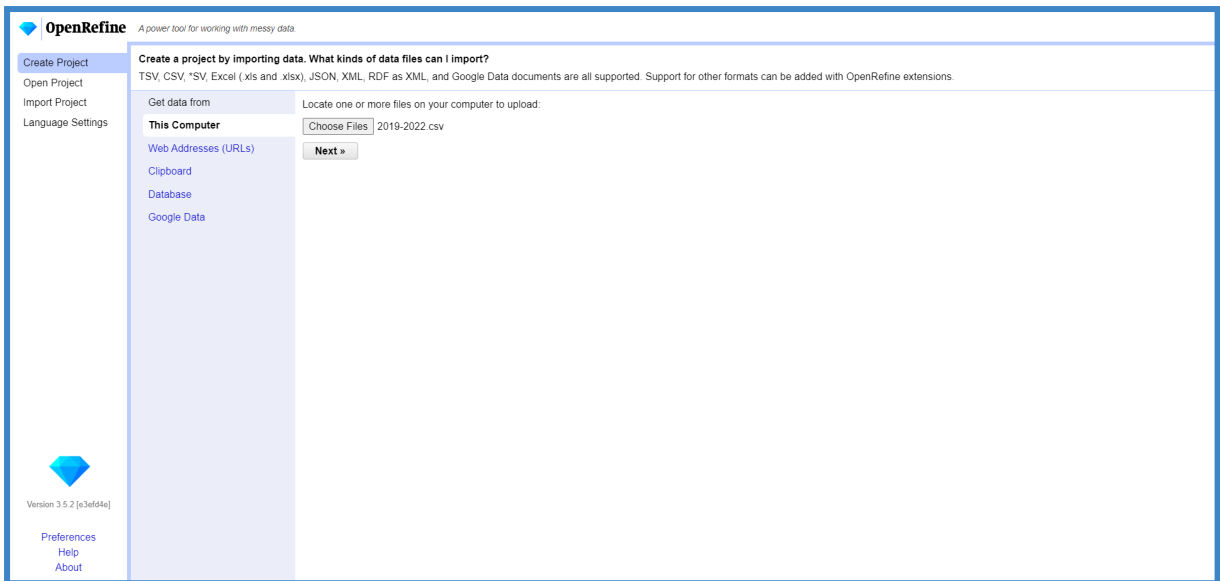 OpenRefine A power tool for working with messy data.
Create Project
Open Project
Import Project
Language Settings
Create a project by importing data. What kinds of data files can I import?
TSV, CSV, *SV, Excel (.xls and .xlsx), JSON, XML, RDF as XML, and Google Data documents are all supported. Support for other formats can be added with OpenRefine extensions.
Get data from
This Computer
Web Addresses (URLs)
Clipboard
Database
Google Data
Locate one or more files on your computer to upload:
Choose Files 2019-2022.csv
Next »
Version 3.5.2 [e3efd4e]
Preferences
Help
About